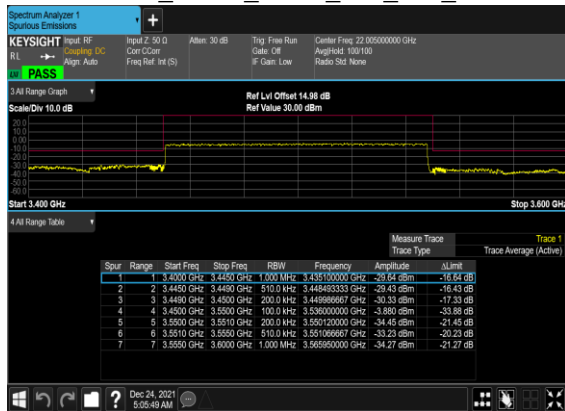 Spectrum Analyzer 1
Spurious Emissions
+
KEYSIGHT Input: RF Input Z: 50 Ω Atten: 30 dB Trig: Free Run Center Freq: 22.005000000 GHz
RL Coupling: DC Corr CCorr Gate: Off Avg|Hold: 100/100
Align: Auto Freq Ref: Int (S) IF Gain: Low Radio Std: None
PASS
3 All Range Graph
Ref Lvl Offset 14.98 dB
Scale/Div 10.0 dB Ref Value 30.00 dBm
20.0
10.0
0.00
-10.0
-20.0
-30.0
-40.0
-50.0
-60.0
Start 3.400 GHz Stop 3.600 GHz
4 All Range Table
Measure Trace Trace 1
Trace Type Trace Average (Active)
Spur Range Start Freq Stop Freq RBW Frequency Amplitude ΔLimit
1 1 3.4000 GHz 3.4450 GHz 1.000 MHz 3.435100000 GHz -29.64 dBm -16.64 dB
2 2 3.4450 GHz 3.4490 GHz 510.0 kHz 3.448493333 GHz -29.43 dBm -16.43 dB
3 3 3.4490 GHz 3.4500 GHz 200.0 kHz 3.449986667 GHz -30.33 dBm -17.33 dB
4 4 3.4500 GHz 3.5500 GHz 100.0 kHz 3.536000000 GHz -3.880 dBm -33.88 dB
5 5 3.5500 GHz 3.5510 GHz 200.0 kHz 3.550120000 GHz -34.45 dBm -21.45 dB
6 6 3.5510 GHz 3.5550 GHz 510.0 kHz 3.551066667 GHz -33.23 dBm -20.23 dB
7 7 3.5550 GHz 3.6000 GHz 1.000 MHz 3.565950000 GHz -34.27 dBm -21.27 dB
? Dec 24, 2021
5:05:49 AM